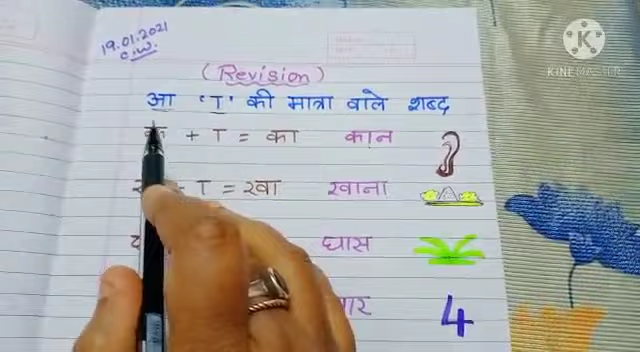 19.01.2021
C.W.
(Revision)
आ 'ा' की मात्रा वाले शब्द
+ ा = का कान
+ ा = खा खाना
घास
4
KINEMASTER